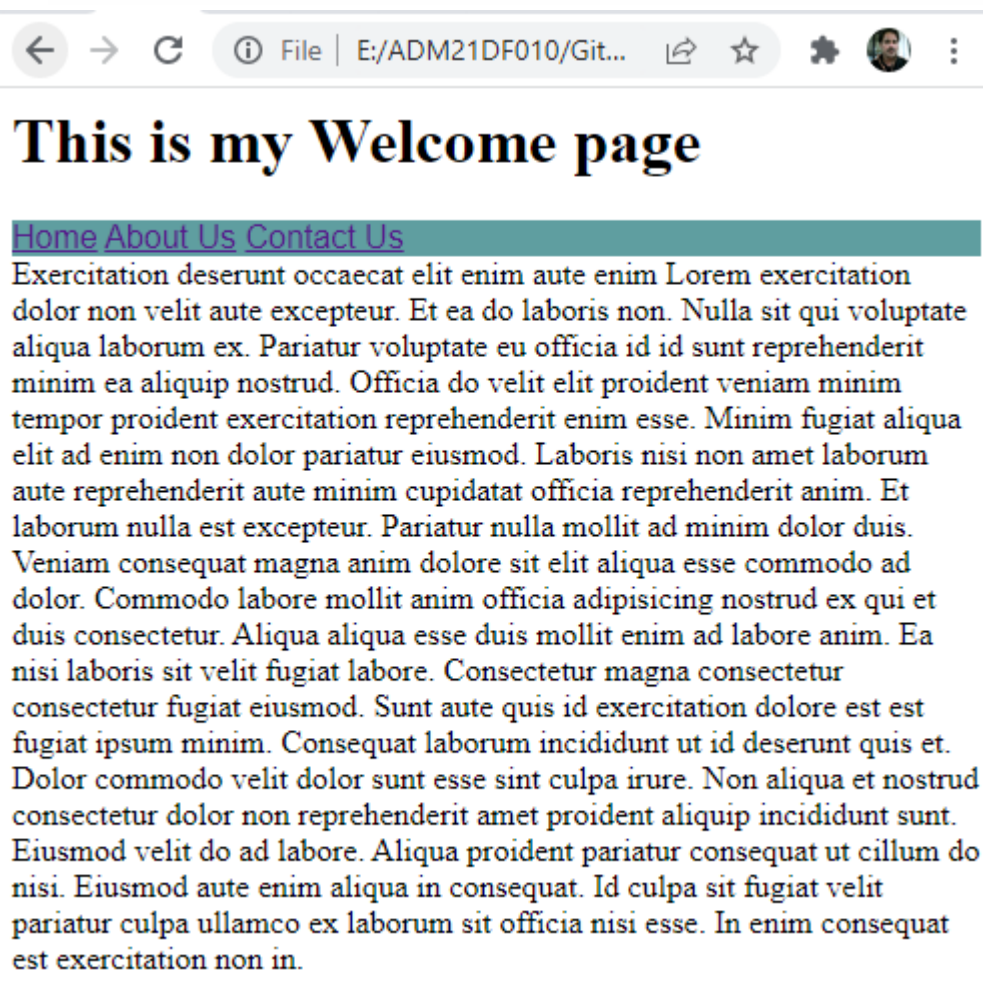 File | E:/ADM21DF010/Git...
This is my Welcome page
Home About Us Contact Us
Exercitation deserunt occaecat elit enim aute enim Lorem exercitation
dolor non velit aute excepteur. Et ea do laboris non. Nulla sit qui voluptate
aliqua laborum ex. Pariatur voluptate eu officia id id sunt reprehenderit
minim ea aliquip nostrud. Officia do velit elit proident veniam minim
tempor proident exercitation reprehenderit enim esse. Minim fugiat aliqua
elit ad enim non dolor pariatur eiusmod. Laboris nisi non amet laborum
aute reprehenderit aute minim cupidatat officia reprehenderit anim. Et
laborum nulla est excepteur. Pariatur nulla mollit ad minim dolor duis.
Veniam consequat magna anim dolore sit elit aliqua esse commodo ad
dolor. Commodo labore mollit anim officia adipisicing nostrud ex qui et
duis consectetur. Aliqua aliqua esse duis mollit enim ad labore anim. Ea
nisi laboris sit velit fugiat labore. Consectetur magna consectetur
consectetur fugiat eiusmod. Sunt aute quis id exercitation dolore est est
fugiat ipsum minim. Consequat laborum incididunt ut id deserunt quis et.
Dolor commodo velit dolor sunt esse sint culpa irure. Non aliqua et nostrud
consectetur dolor non reprehenderit amet proident aliquip incididunt sunt.
Eiusmod velit do ad labore. Aliqua proident pariatur consequat ut cillum do
nisi. Eiusmod aute enim aliqua in consequat. Id culpa sit fugiat velit
pariatur culpa ullamco ex laborum sit officia nisi esse. In enim consequat
est exercitation non in.